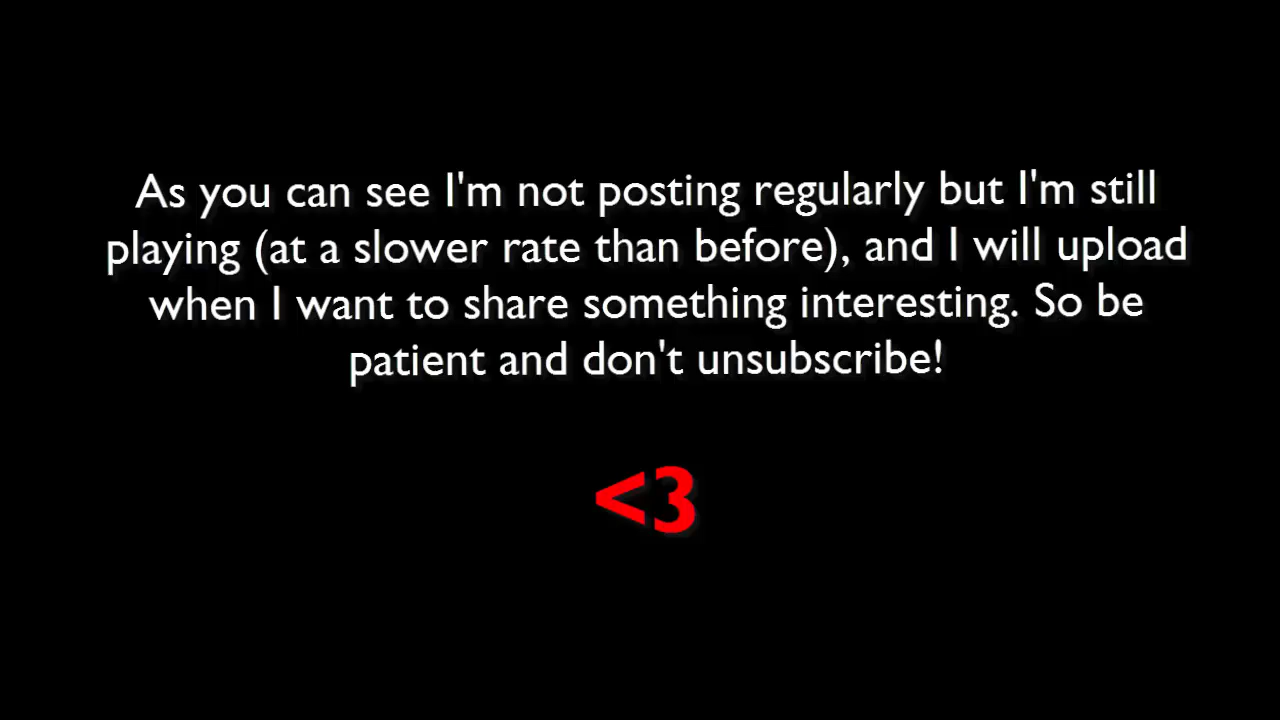 As you can see I'm not posting regularly but I'm still
playing (at a slower rate than before), and I will upload
when I want to share something interesting. So be
patient and don't unsubscribe!
<3